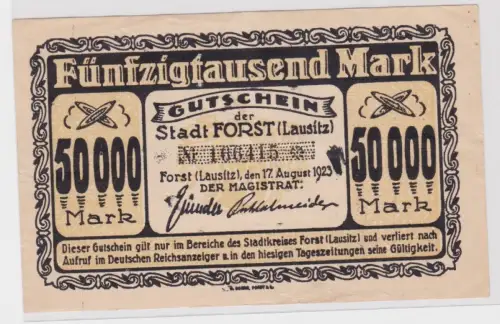 Fünfzigtausend Mark
GUTSCHEIN
der
Stadt FORST (Lausitz)
Nr 166415
Forst (Lausitz), den 17. August 1923
DER MAGISTRAT:
50000
Mark
50000
Mark
Dieser Gutschein gilt nur im Bereiche des Stadtkreises Forst (Lausitz) und verliert nach
Aufruf im Deutschen Reichsanzeiger u. in den hiesigen Tageszeitungen seine Gültigkeit.